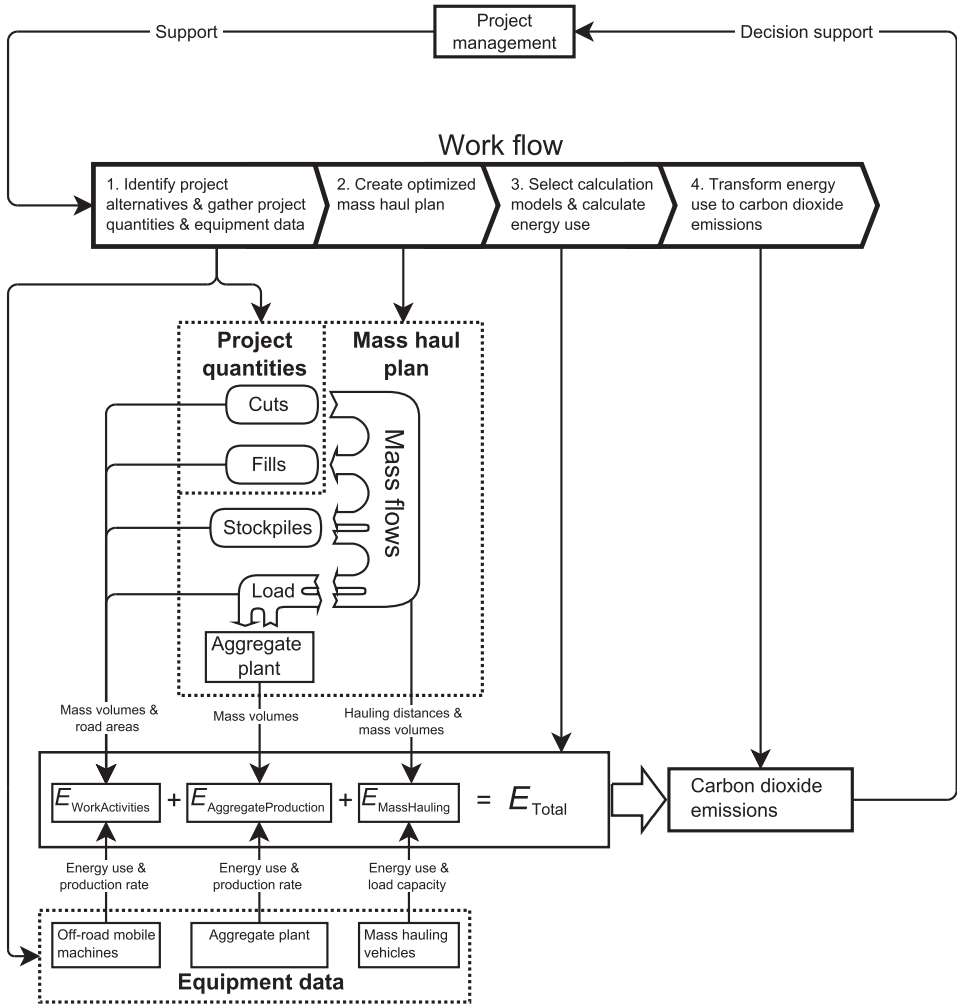 Project
management
Support
Decision support
Work flow
1. Identify project
alternatives & gather project
quantities & equipment data
2. Create optimized
mass haul plan
3. Select calculation
models & calculate
energy use
4. Transform energy
use to carbon dioxide
emissions
Project
quantities
Mass haul
plan
Cuts
Fills
Stockpiles
Load
Mass flows
Aggregate
plant
Mass volumes &
road areas
Mass volumes
Hauling distances &
mass volumes
E WorkActivities + E AggregateProduction + E MassHauling = E Total
Carbon dioxide
emissions
Energy use &
production rate
Energy use &
production rate
Energy use &
load capacity
Off-road mobile
machines
Aggregate plant
Mass hauling
vehicles
Equipment data